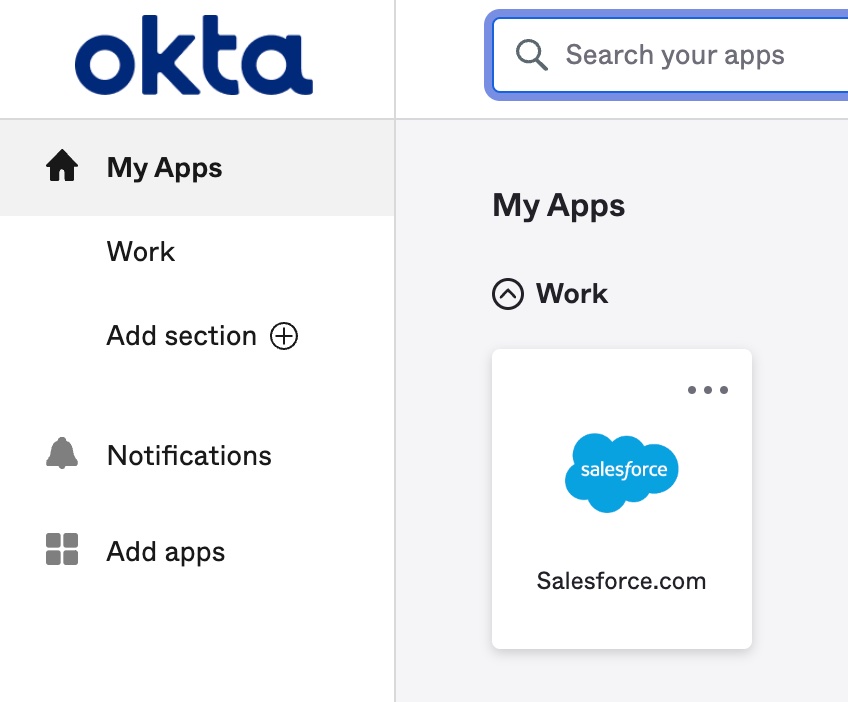 okta
Search your apps
My Apps
Work
Add section
Notifications
Add apps
My Apps
Work
salesforce
Salesforce.com